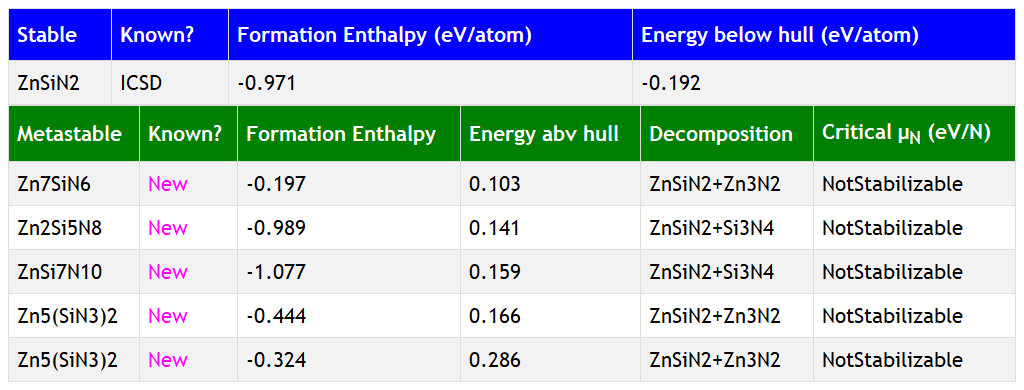 Stable Known? Formation Enthalpy (eV/atom) Energy below hull (eV/atom)
ZnSiN2 ICSD -0.971 -0.192
Metastable Known? Formation Enthalpy Energy abv hull Decomposition Critical µN (eV/N)
Zn7SiN6 New -0.197 0.103 ZnSiN2+Zn3N2 NotStabilizable
Zn2Si5N8 New -0.989 0.141 ZnSiN2+Si3N4 NotStabilizable
ZnSi7N10 New -1.077 0.159 ZnSiN2+Si3N4 NotStabilizable
Zn5(SiN3)2 New -0.444 0.166 ZnSiN2+Zn3N2 NotStabilizable
Zn5(SiN3)2 New -0.324 0.286 ZnSiN2+Zn3N2 NotStabilizable